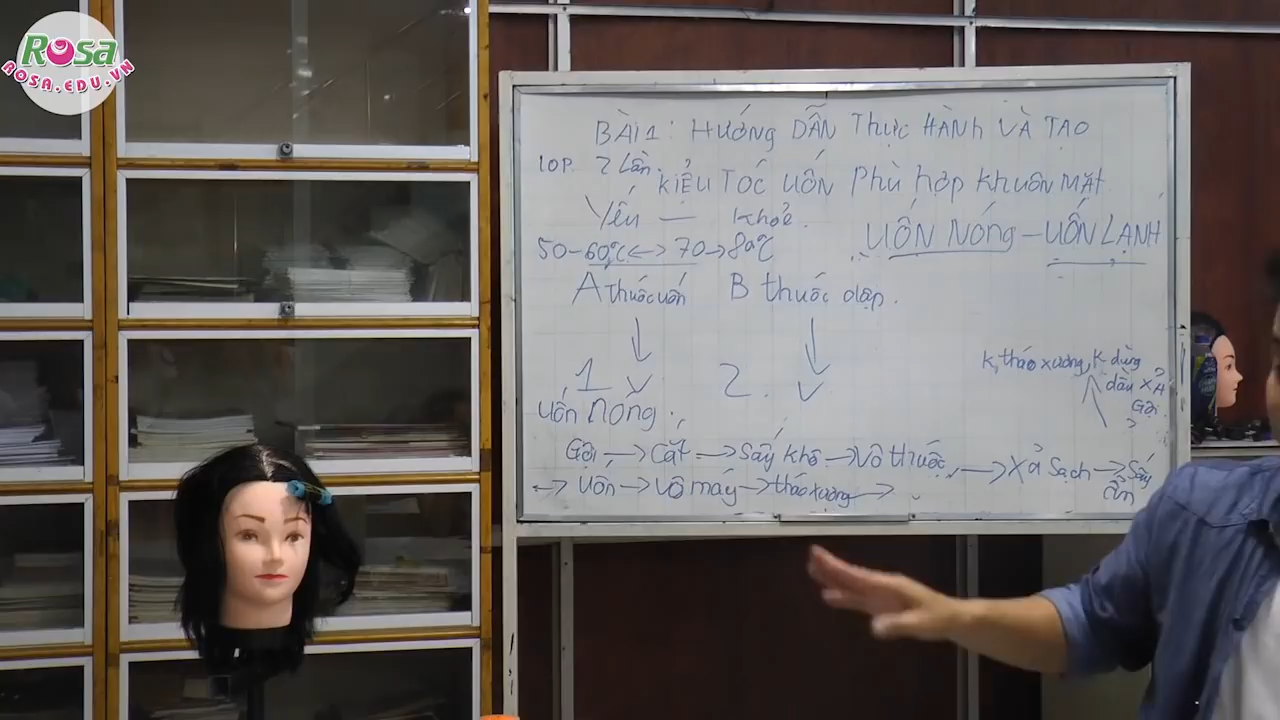 Rosa
ROSA.EDU.VN
BÀI 1: HƯỚNG DẪN THỰC HÀNH VÀ TẠO
10P 2 Lần.
KIỂU TÓC UỐN PHÙ HỢP KHUÔN MẶT
Yếu — Khoẻ.
UỐN NÓNG – UỐN LẠNH
50-60°C <-> 70->80°C
A thuốc uốn B thuốc dập.
K tháo xương, K dùng
dầu XẢ
Gội.
1 2.
uốn NÓNG:
Gội -> Cắt -> Sấy Khô -> Vô thuốc -> Xả Sạch -> Sấy
ẩm
-> Uốn -> Vô máy -> tháo xương ->